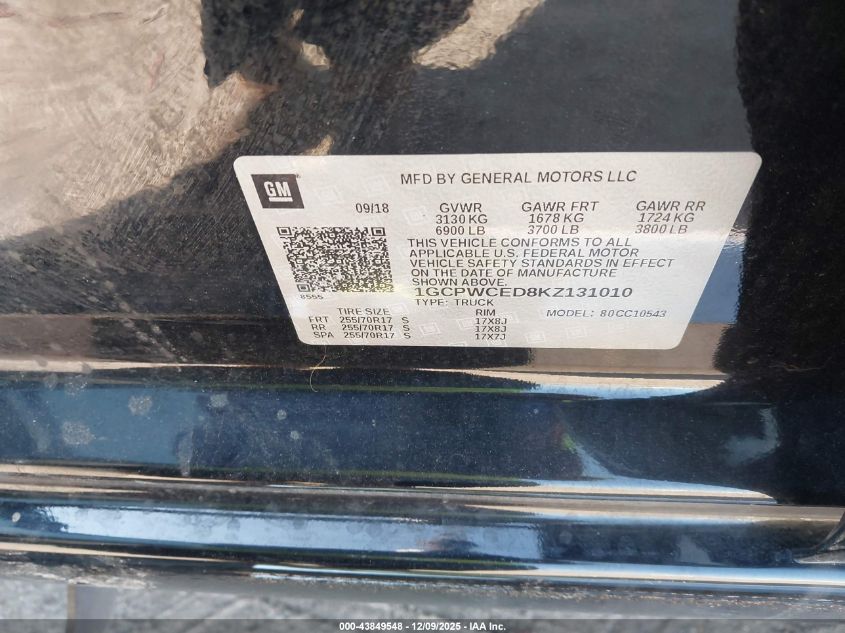 GM
MFD BY GENERAL MOTORS LLC
09/18 GVWR GAWR FRT GAWR RR
3130 KG 1678 KG 1724 KG
6900 LB 3700 LB 3800 LB
THIS VEHICLE CONFORMS TO ALL
APPLICABLE U.S. FEDERAL MOTOR
VEHICLE SAFETY STANDARDS IN EFFECT
ON THE DATE OF MANUFACTURE
SHOWN ABOVE.
8555 1GCPWCED8KZ131010
TYPE: TRUCK
TIRE SIZE RIM MODEL: 80CC10543
FRT 255/70R17 S 17X8J
RR 255/70R17 S 17X8J
SPA 255/70R17 S 17X7J
000-43849548 - 12/09/2025 - IAA Inc.